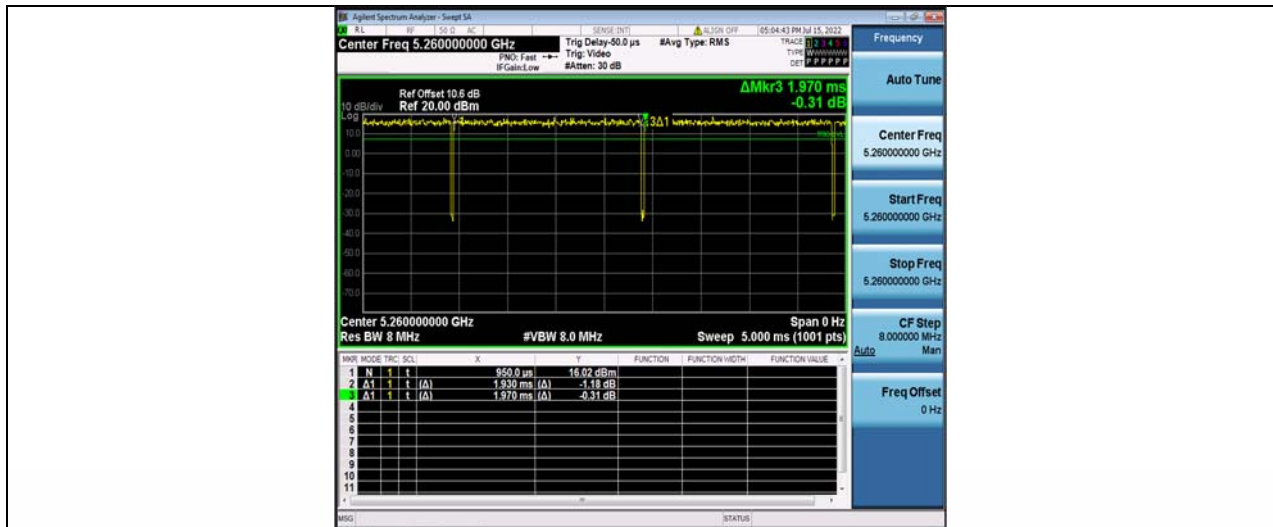 Agilent Spectrum Analyzer - Swept SA
RL RF 50 Ω AC SENSE:INT ALIGN OFF 05:04:43 PM Jul 15, 2022
Center Freq 5.260000000 GHz
PNO: Fast
IFGain:Low
Trig Delay-50.0 µs
Trig: Video
#Atten: 30 dB
#Avg Type: RMS
TRACE 1 2 3 4 5 6
TYPE
DET P P P P P P
ΔMkr3 1.970 ms
-0.31 dB
Ref Offset 10.6 dB
10 dB/div Ref 20.00 dBm
Log
3Δ1
10.0
0.00
-10.0
-20.0
-30.0
-40.0
-50.0
-60.0
-70.0
Center 5.260000000 GHz Span 0 Hz
Res BW 8 MHz #VBW 8.0 MHz Sweep 5.000 ms (1001 pts)
MKR MODE TRC SCL X Y FUNCTION FUNCTION WIDTH FUNCTION VALUE
1 N 1 t 950.0 µs 16.02 dBm
2 Δ1 1 t (Δ) 1.930 ms (Δ) -1.18 dB
3 Δ1 1 t (Δ) 1.970 ms (Δ) -0.31 dB
4
5
6
7
8
9
10
11
MSG STATUS
Frequency
Auto Tune
Center Freq
5.260000000 GHz
Start Freq
5.260000000 GHz
Stop Freq
5.260000000 GHz
CF Step
8.000000 MHz
Auto Man
Freq Offset
0 Hz